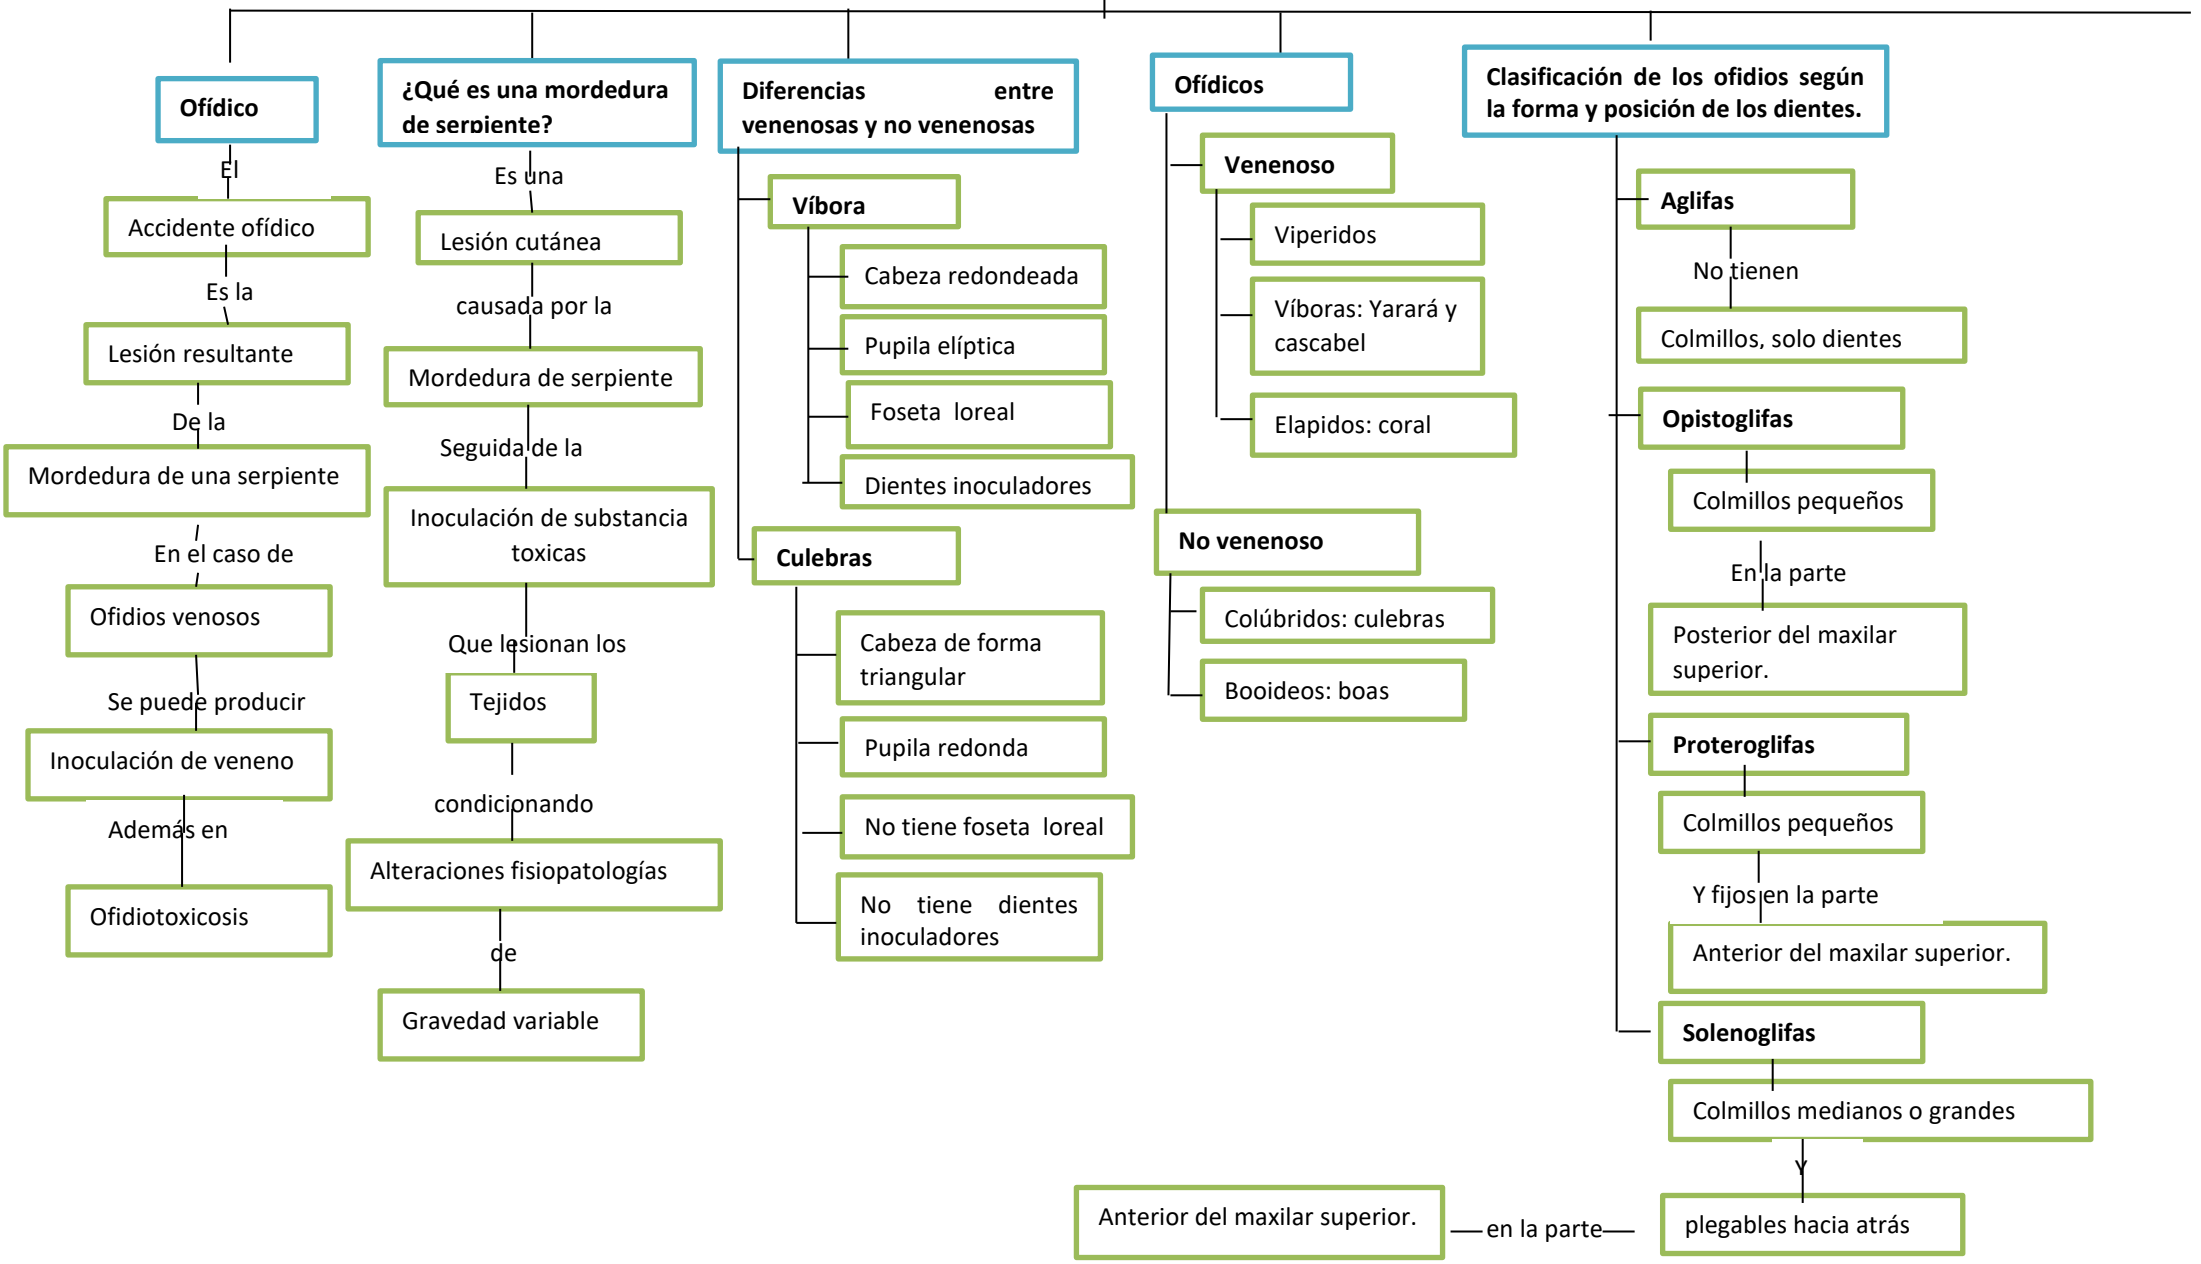 Ofídico
El
Accidente ofídico
Es la
Lesión resultante
De la
Mordedura de una serpiente
En el caso de
Ofidios venosos
Se puede producir
Inoculación de veneno
Además en
Ofidiotoxicosis
¿Qué es una mordedura
de serpiente?
Es una
Lesión cutánea
causada por la
Mordedura de serpiente
Seguida de la
Inoculación de substancia
toxicas
Que lesionan los
Tejidos
condicionando
Alteraciones fisiopatologías
de
Gravedad variable
Diferencias entre
venenosas y no venenosas
Víbora
Cabeza redondeada
Pupila elíptica
Foseta loreal
Dientes inoculadores
Culebras
Cabeza de forma
triangular
Pupila redonda
No tiene foseta loreal
No tiene dientes
inoculadores
Ofídicos
Venenoso
Viperidos
Víboras: Yarará y
cascabel
Elapidos: coral
No venenoso
Colúbridos: culebras
Booideos: boas
Clasificación de los ofidios según
la forma y posición de los dientes.
Aglifas
No tienen
Colmillos, solo dientes
Opistoglifas
Colmillos pequeños
En la parte
Posterior del maxilar
superior.
Proteroglifas
Colmillos pequeños
Y fijos en la parte
Anterior del maxilar superior.
Solenoglifas
Colmillos medianos o grandes
Y
plegables hacia atrás
en la parte
Anterior del maxilar superior.